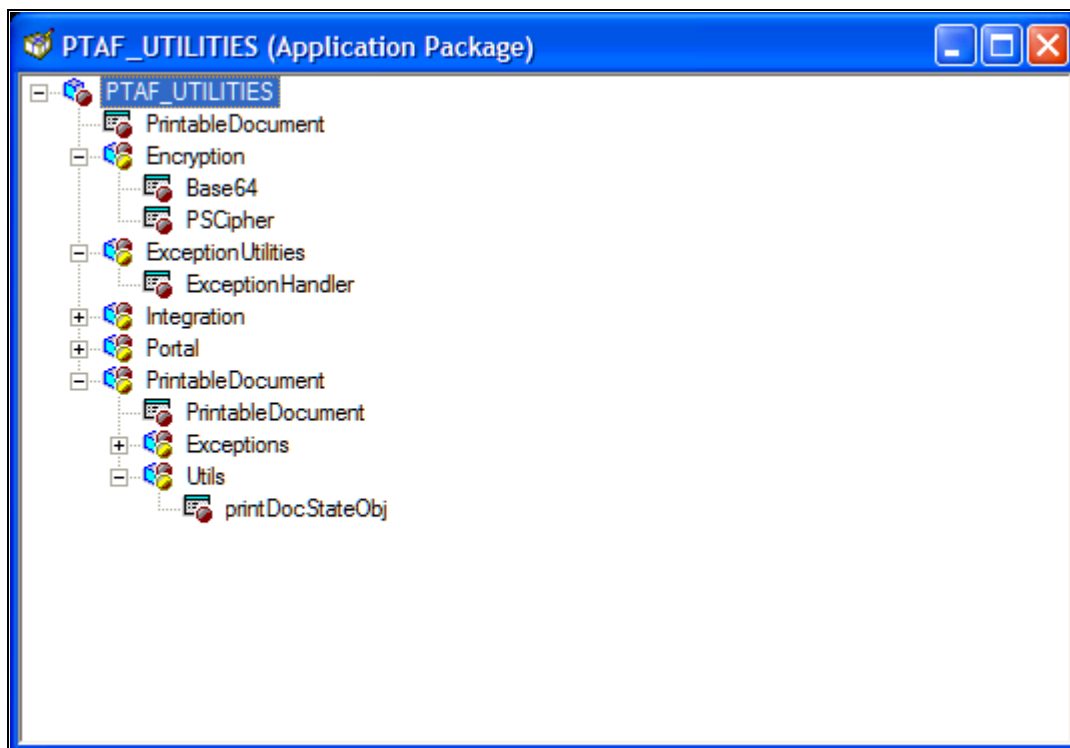 PTAF_UTILITIES (Application Package)
PTAF_UTILITIES
PrintableDocument
Encryption
Base64
PSCipher
ExceptionUtilities
ExceptionHandler
Integration
Portal
PrintableDocument
PrintableDocument
Exceptions
Utils
printDocStateObj